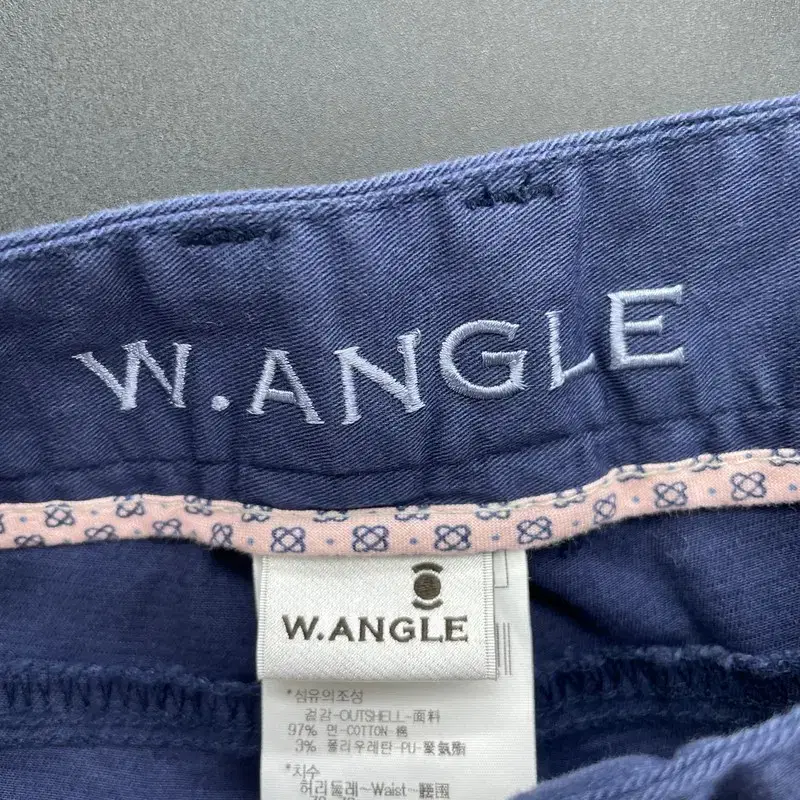 W.ANGLE
W.ANGLE
*섬유의조성
겉감-OUTSHELL-面料
97% 면-COTTON-棉
3% 폴리우레탄-PU-聚氨酯
*치수
허리둘레-Waist-腰围